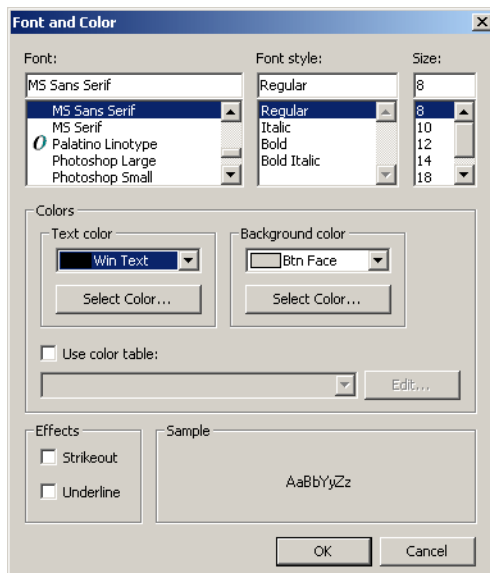 Font and Color
Font: Font style: Size:
MS Sans Serif Regular 8
MS Sans Serif Regular 8
MS Serif Italic 10
O Palatino Linotype Bold 12
Photoshop Large Bold Italic 14
Photoshop Small 18
Colors
Text color Background color
Win Text Btn Face
Select Color... Select Color...
Use color table:
Edit...
Effects Sample
Strikeout
AaBbYyZz
Underline
OK Cancel